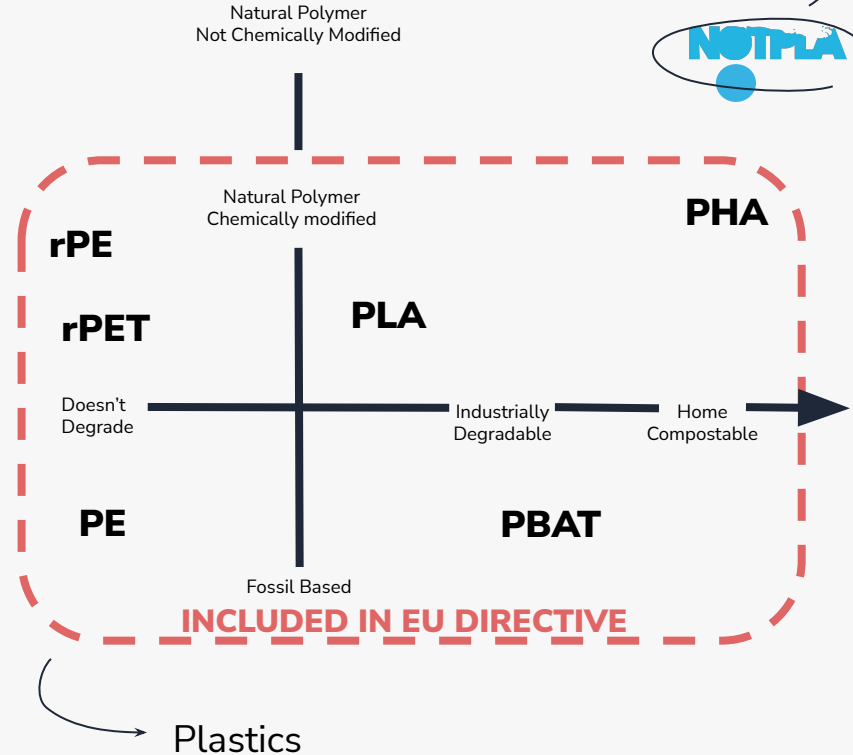 Natural Polymer
Not Chemically Modified
NOTPLA
Natural Polymer
Chemically modified
PHA
rPE
PLA
rPET
Doesn't
Degrade
Industrially
Degradable
Home
Compostable
PE
PBAT
Fossil Based
INCLUDED IN EU DIRECTIVE
Plastics